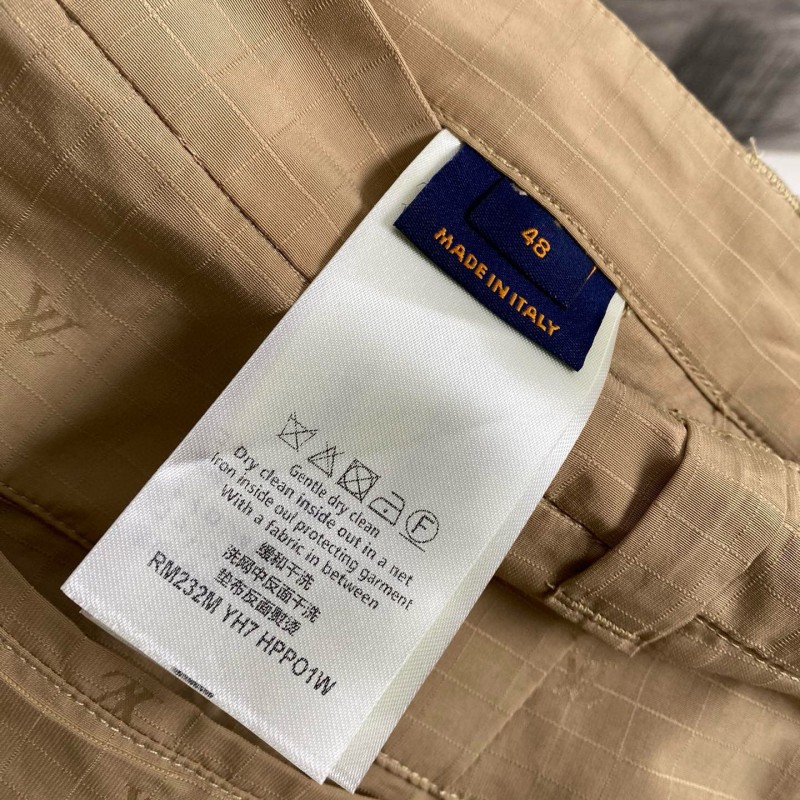 48
MADE IN ITALY
F
Gentle dry clean
Dry clean inside out in a net
Iron inside out protecting garment
With a fabric in between
缓和干洗
洗网中反面干洗
垫布反面熨烫
RM232M YH7 HPPO1W
LV